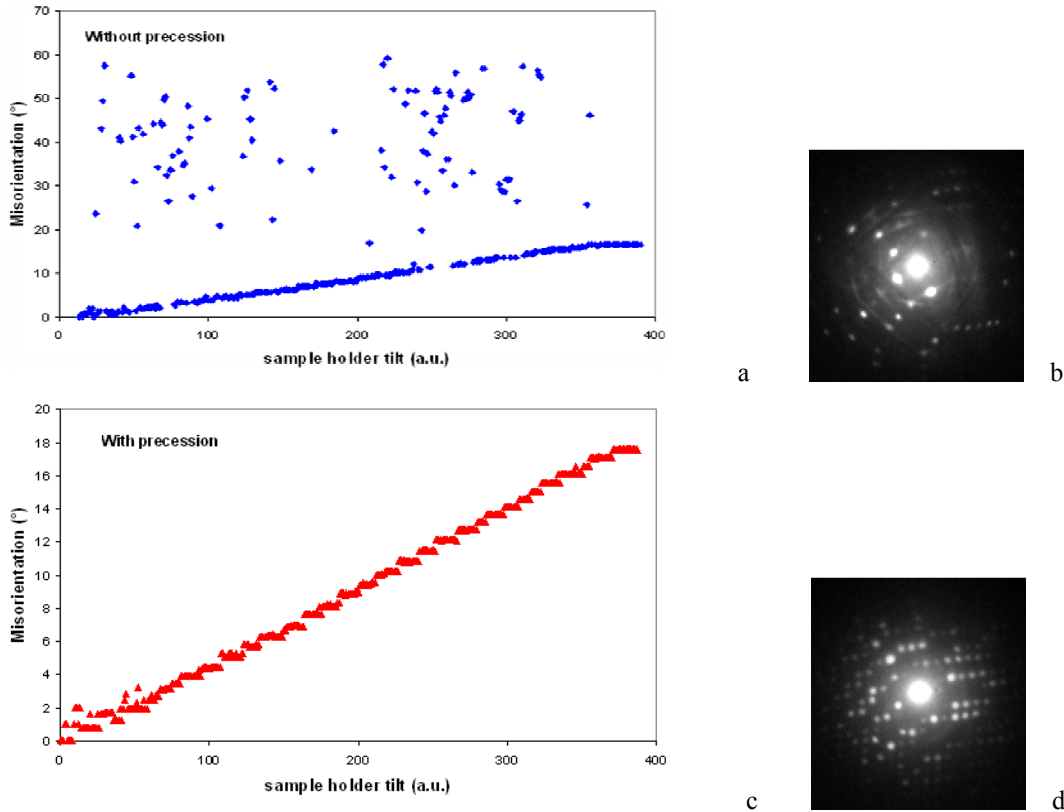 70
60
50
40
30
20
10
0
Without precession
Misorientation (°)
0 100 200 300 400
sample holder tilt (a.u.)
a
b
20
18
16
14
12
10
8
6
4
2
0
With precession
Misorientation (°)
0 100 200 300 400
sample holder tilt (a.u.)
c
d